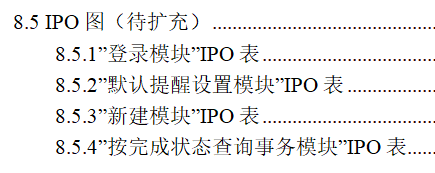 8.5 IPO 图（待扩充）................................................
8.5.1”登录模块”IPO 表....................................
8.5.2”默认提醒设置模块”IPO 表..................
8.5.3”新建模块”IPO 表....................................
8.5.4”按完成状态查询事务模块”IPO 表......